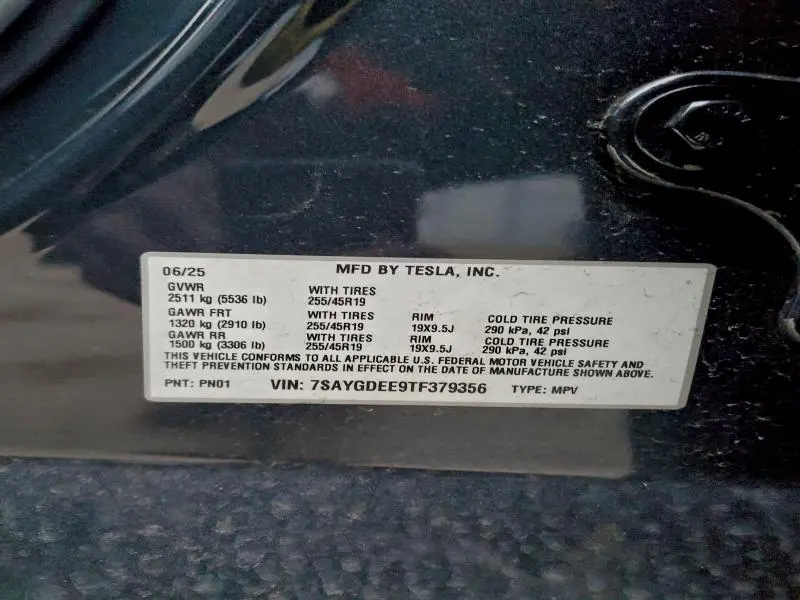 06/25 MFD BY TESLA, INC.
GVWR WITH TIRES
2511 kg (5536 lb) 255/45R19
GAWR FRT WITH TIRES RIM COLD TIRE PRESSURE
1320 kg (2910 lb) 255/45R19 19X9.5J 290 kPa, 42 psi
GAWR RR WITH TIRES RIM COLD TIRE PRESSURE
1500 kg (3306 lb) 255/45R19 19X9.5J 290 kPa, 42 psi
THIS VEHICLE CONFORMS TO ALL APPLICABLE U.S. FEDERAL MOTOR VEHICLE SAFETY AND
THEFT PREVENTION STANDARDS IN EFFECT ON THE DATE OF MANUFACTURE SHOWN ABOVE.
PNT: PN01 VIN: 7SAYGDEE9TF379356 TYPE: MPV